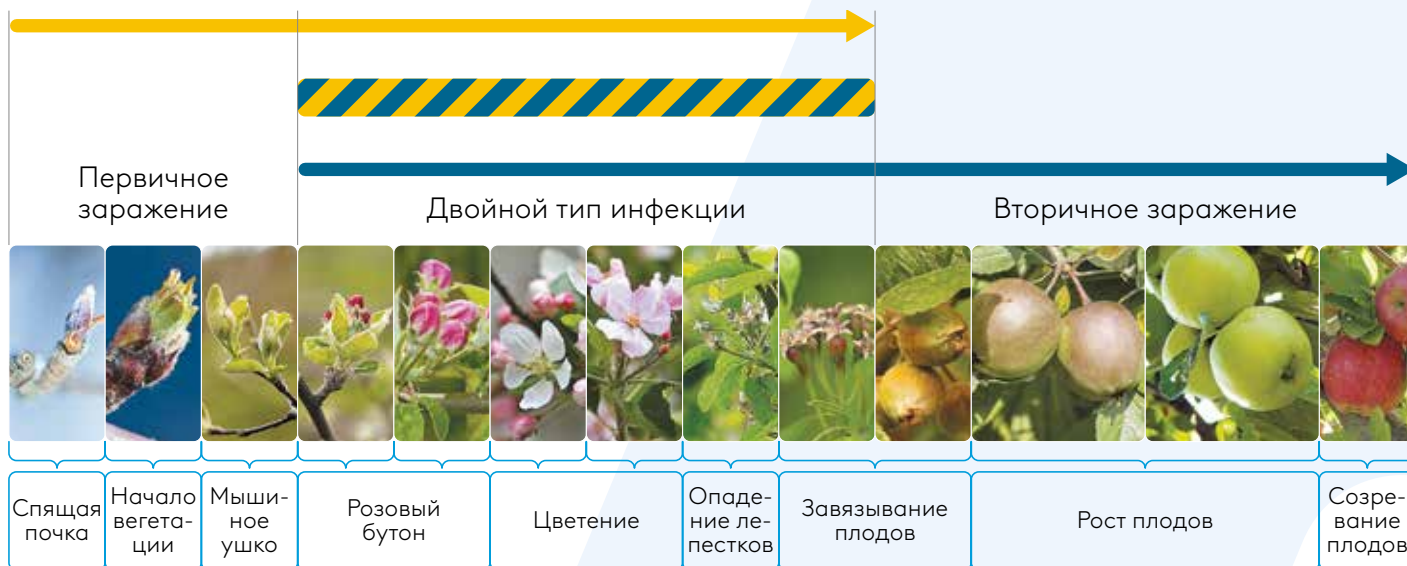 Первичное
заражение
Двойной тип инфекции
Вторичное заражение
Спящая
почка
Начало
вегета-
ции
Мыши-
ное
ушко
Розовый
бутон
Цветение
Опаде-
ние ле-
пестков
Завязывание
плодов
Рост плодов
Созре-
вание
плодов